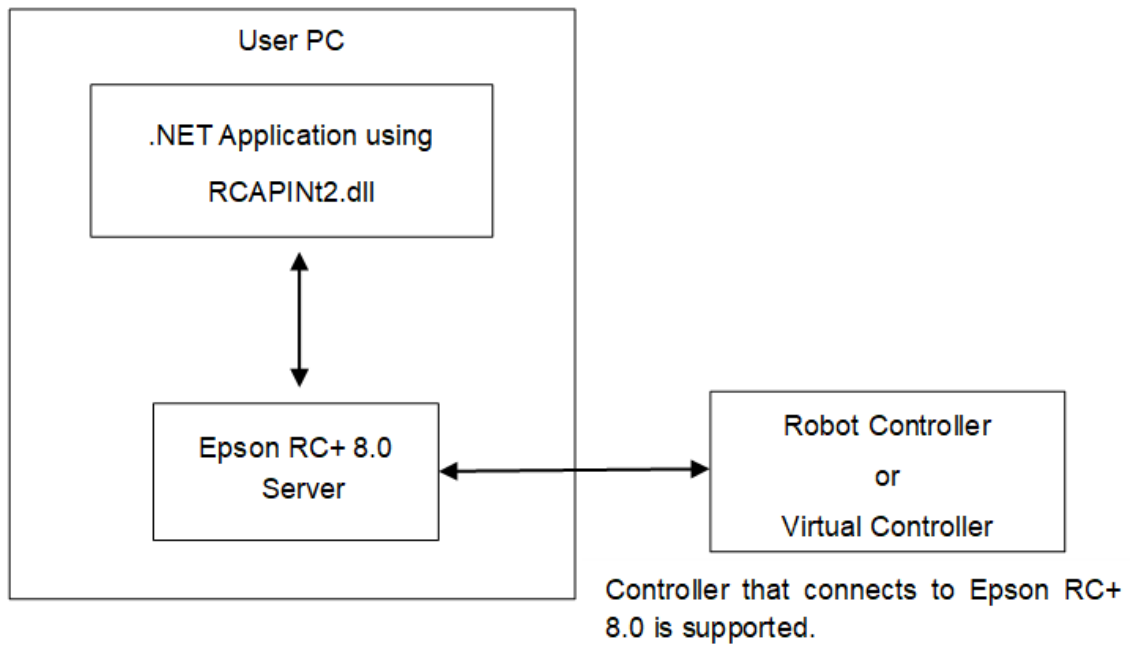 User PC
.NET Application using
RCAPINt2.dll
Epson RC+ 8.0
Server
Robot Controller
or
Virtual Controller
Controller that connects to Epson RC+
8.0 is supported.